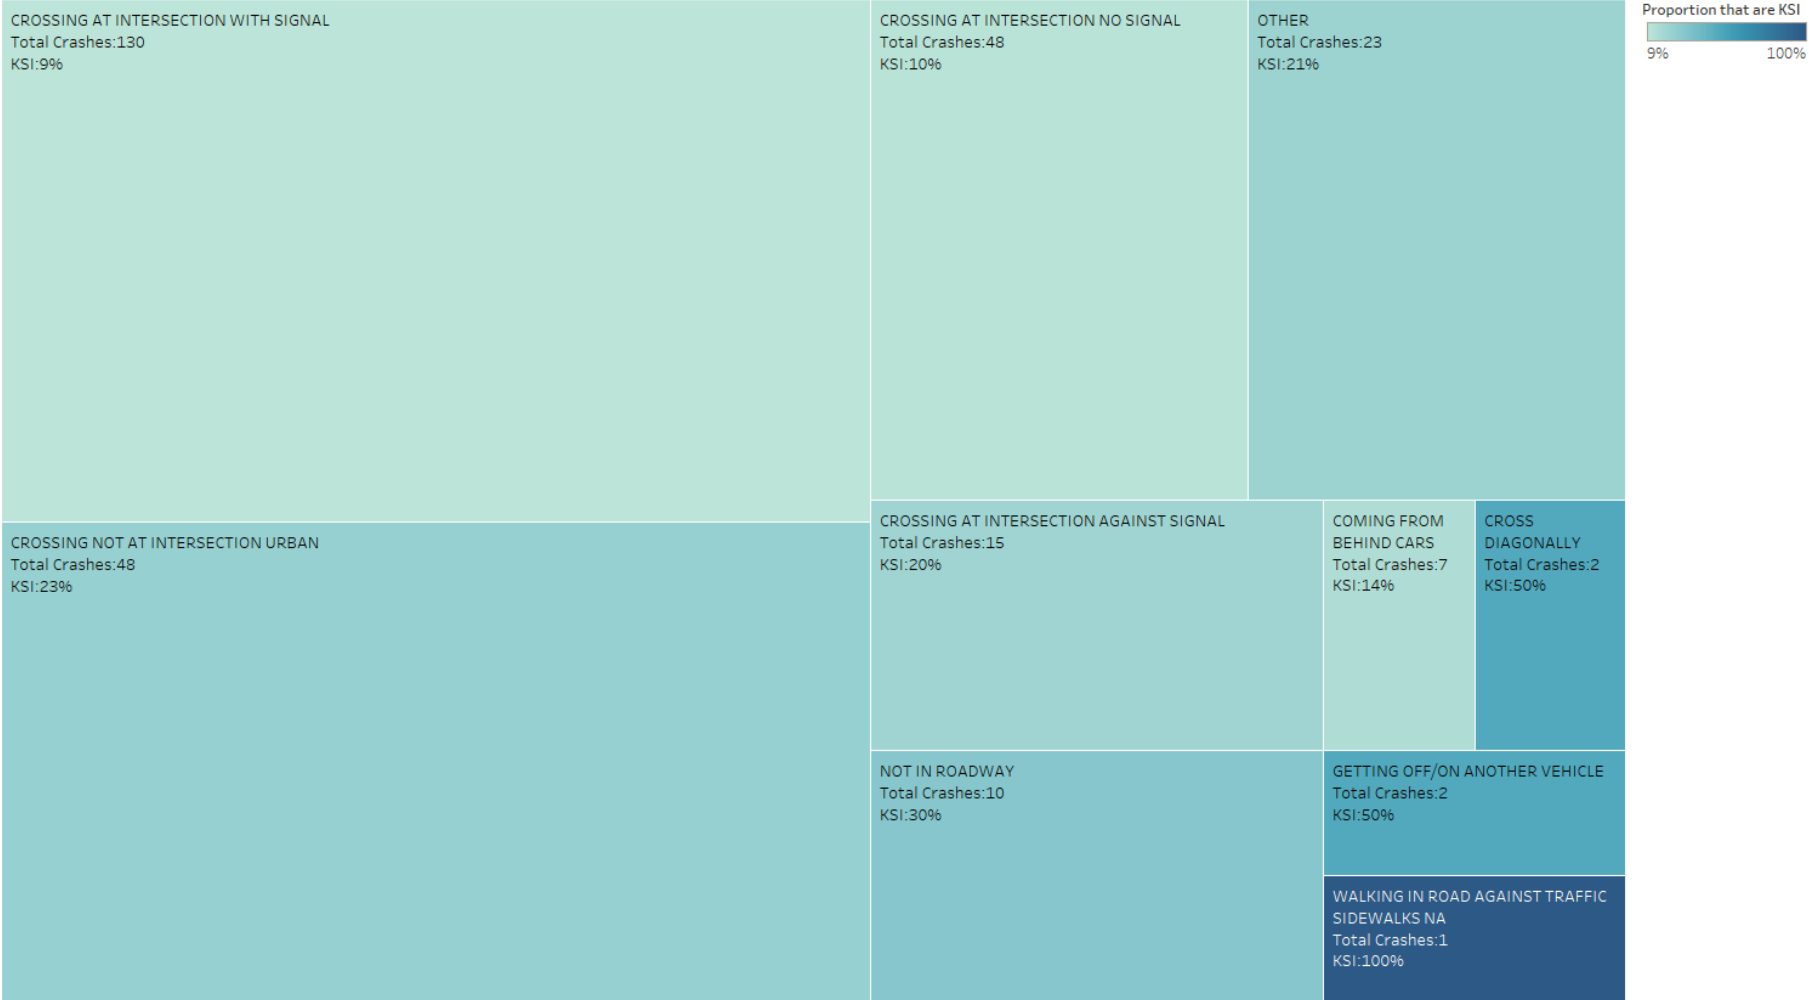 CROSSING AT INTERSECTION WITH SIGNAL
Total Crashes:130
KSI:9%
CROSSING AT INTERSECTION NO SIGNAL
Total Crashes:48
KSI:10%
OTHER
Total Crashes:23
KSI:21%
Proportion that are KSI
9%
100%
CROSSING NOT AT INTERSECTION URBAN
Total Crashes:48
KSI:23%
CROSSING AT INTERSECTION AGAINST SIGNAL
Total Crashes:15
KSI:20%
COMING FROM
BEHIND CARS
Total Crashes:7
KSI:14%
CROSS
DIAGONALLY
Total Crashes:2
KSI:50%
NOT IN ROADWAY
Total Crashes:10
KSI:30%
GETTING OFF/ON ANOTHER VEHICLE
Total Crashes:2
KSI:50%
WALKING IN ROAD AGAINST TRAFFIC
SIDEWALKS NA
Total Crashes:1
KSI:100%